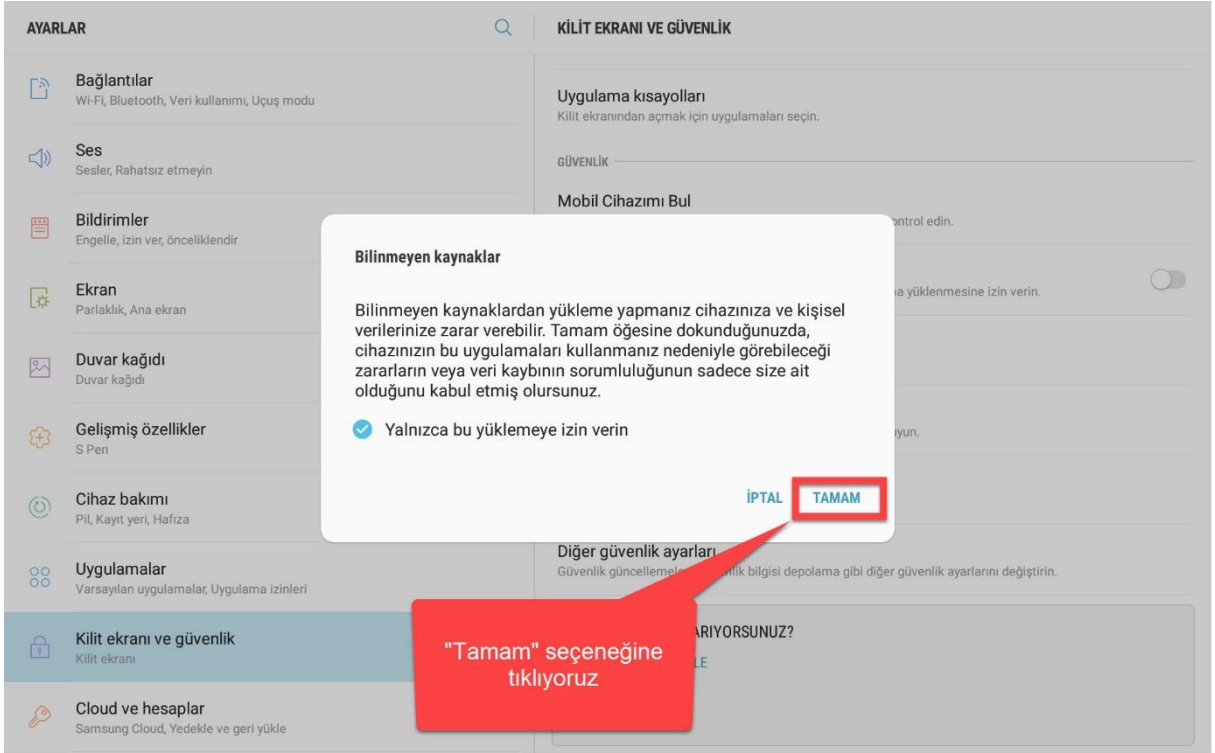 AYARLAR
Bağlantılar
Wi-Fi, Bluetooth, Veri kullanımı, Uçuş modu
Ses
Sesler, Rahatsız etmeyin
Bildirimler
Engelle, izin ver, önceliklendir
Ekran
Parlaklık, Ana ekran
Duvar kağıdı
Duvar kağıdı
Gelişmiş özellikler
S Pen
Cihaz bakımı
Pil, Kayıt yeri, Hafıza
Uygulamalar
Varsayılan uygulamalar, Uygulama izinleri
Kilit ekranı ve güvenlik
Kilit ekranı
Cloud ve hesaplar
Samsung Cloud, Yedekle ve geri yükle
KİLİT EKRANI VE GÜVENLİK
Uygulama kısayolları
Kilit ekranından açmak için uygulamaları seçin.
GÜVENLİK
Mobil Cihazımı Bul
edin.
yüklenmesine izin verin.
Bilinmeyen kaynaklar
Bilinmeyen kaynaklardan yükleme yapmanız cihazınıza ve kişisel
verilerinize zarar verebilir. Tamam öğesine dokunduğunuzda,
cihazınızın bu uygulamaları kullanmanız nedeniyle görebileceği
zararların veya veri kaybının sorumluluğunun sadece size ait
olduğunu kabul etmiş olursunuz.
Yalnızca bu yüklemeye izin verin
İPTAL TAMAM
Diğer güvenlik ayarları
Güvenlik bilgisi depolama gibi diğer güvenlik ayarlarını değiştirin.
"Tamam" seçeneğine
tıklıyoruz